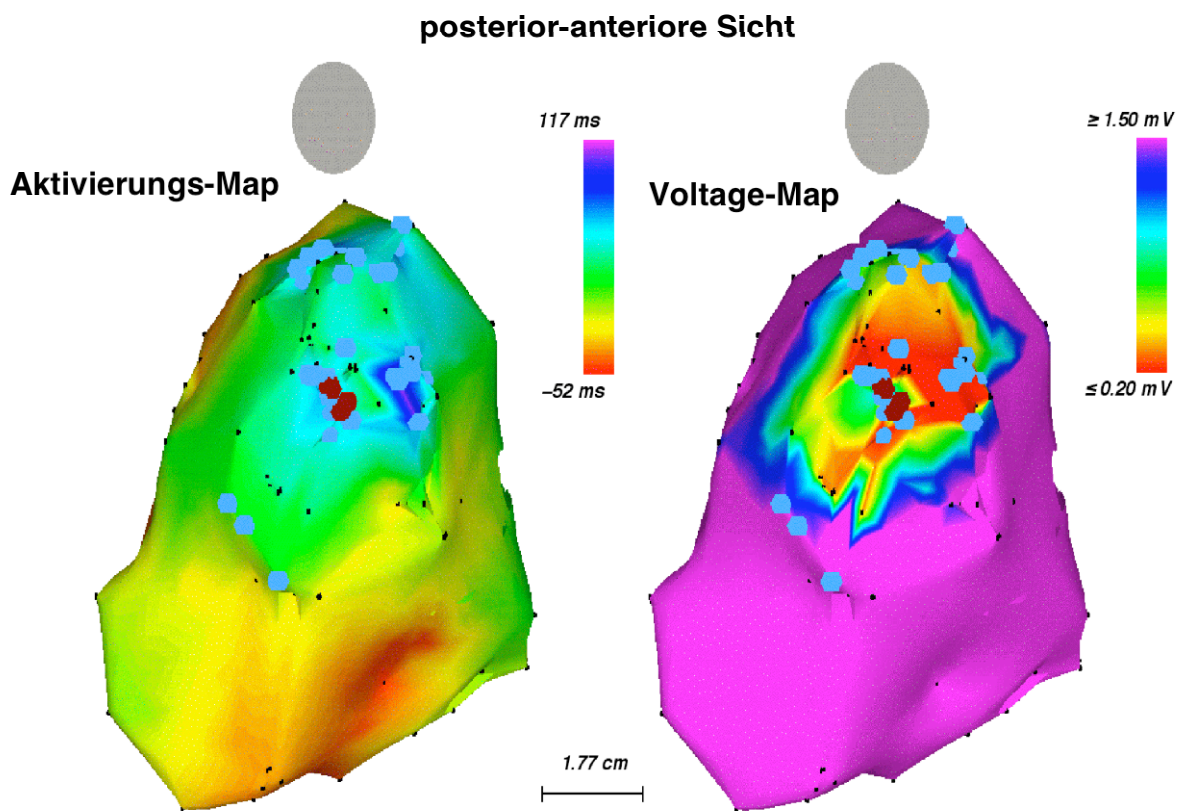 posterior-anteriore Sicht
117 ms
≥ 1.50 mV
Aktivierungs-Map
Voltage-Map
−52 ms
≤ 0.20 mV
1.77 cm